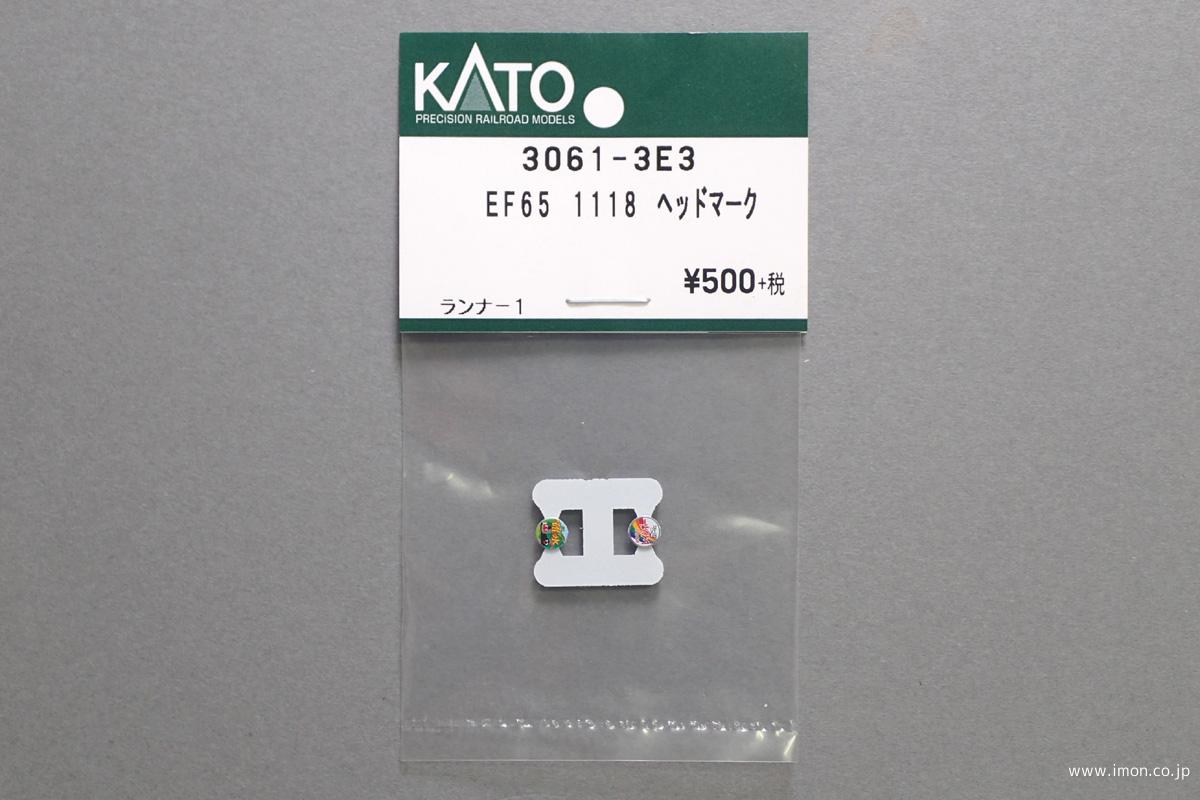 KATO
PRECISION RAILROAD MODELS
3061-3E3
EF65 1118 ヘッドマーク
¥500+税
ランナー1
www.imon.co.jp